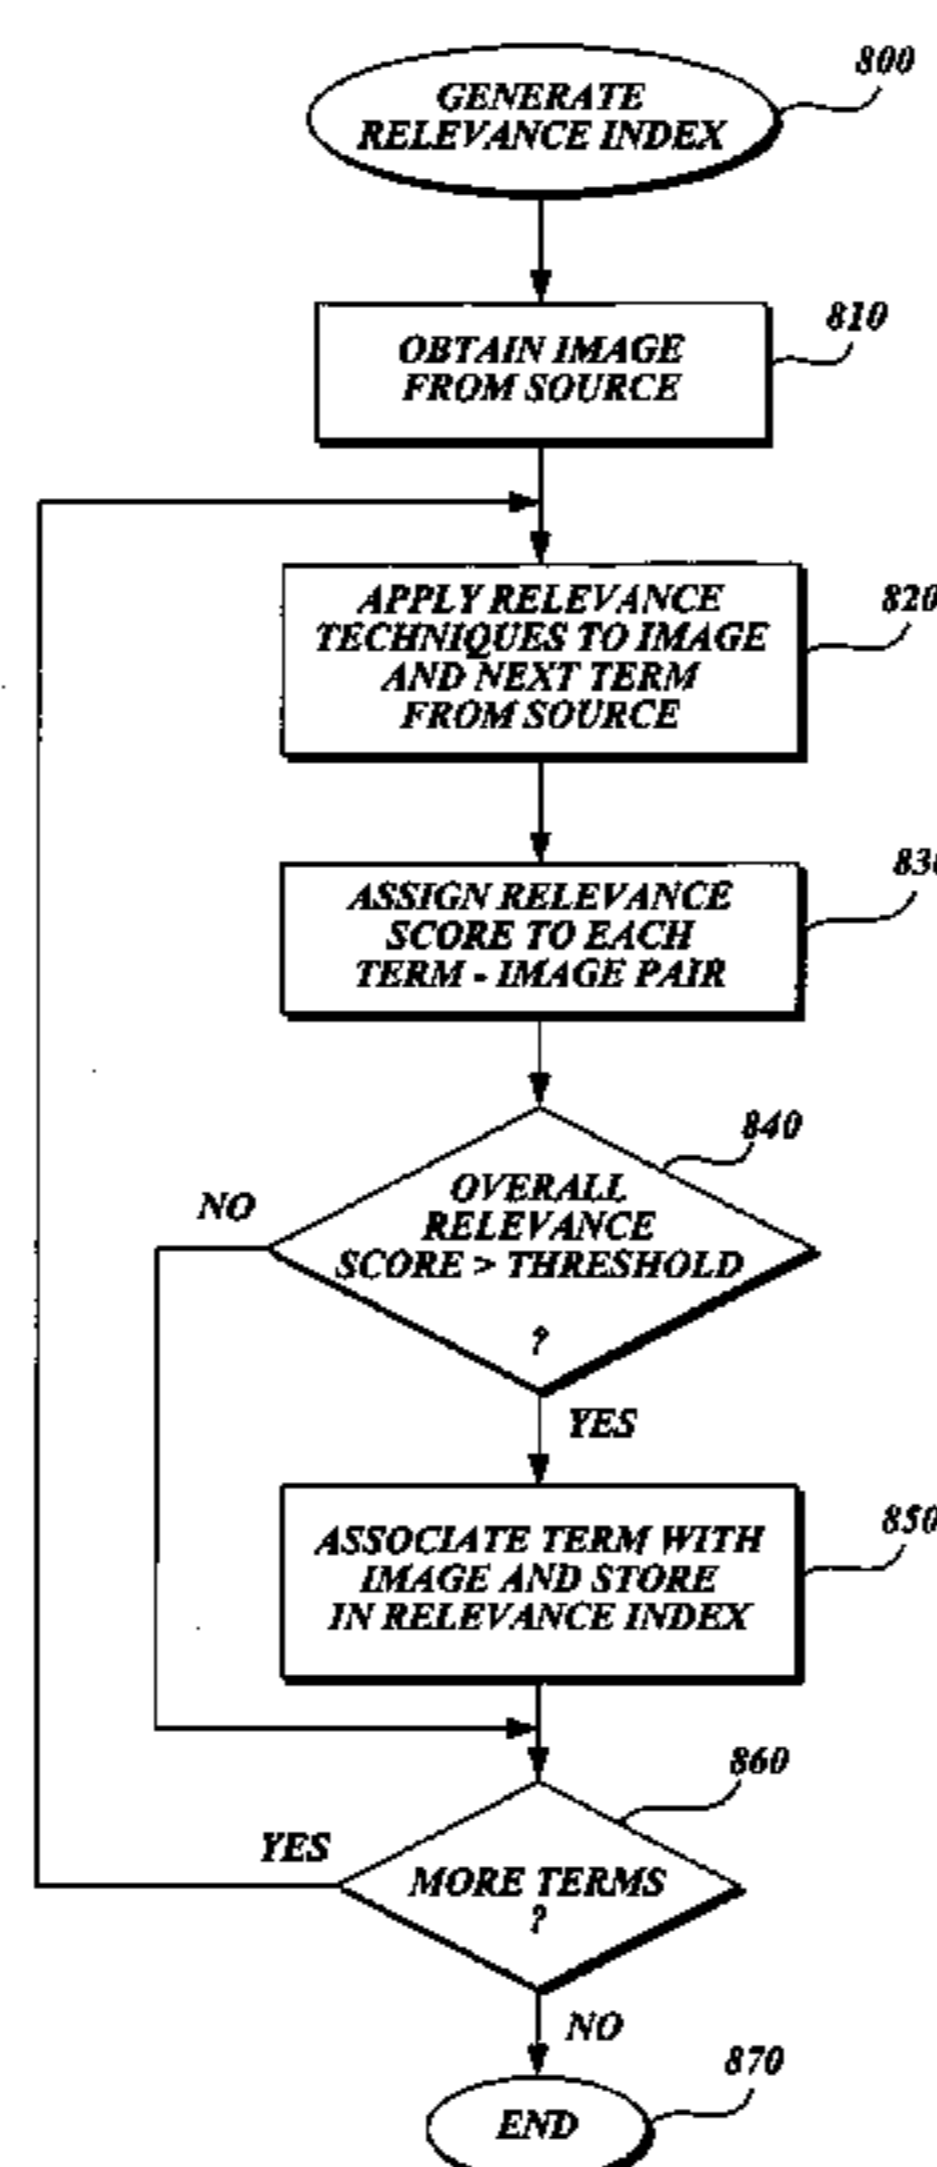 800
GENERATE
RELEVANCE INDEX
810
OBTAIN IMAGE
FROM SOURCE
820
APPLY RELEVANCE
TECHNIQUES TO IMAGE
AND NEXT TERM
FROM SOURCE
830
ASSIGN RELEVANCE
SCORE TO EACH
TERM - IMAGE PAIR
840
OVERALL
RELEVANCE
SCORE > THRESHOLD
?
NO
YES
850
ASSOCIATE TERM WITH
IMAGE AND STORE
IN RELEVANCE INDEX
860
YES
MORE TERMS
?
NO
870
END